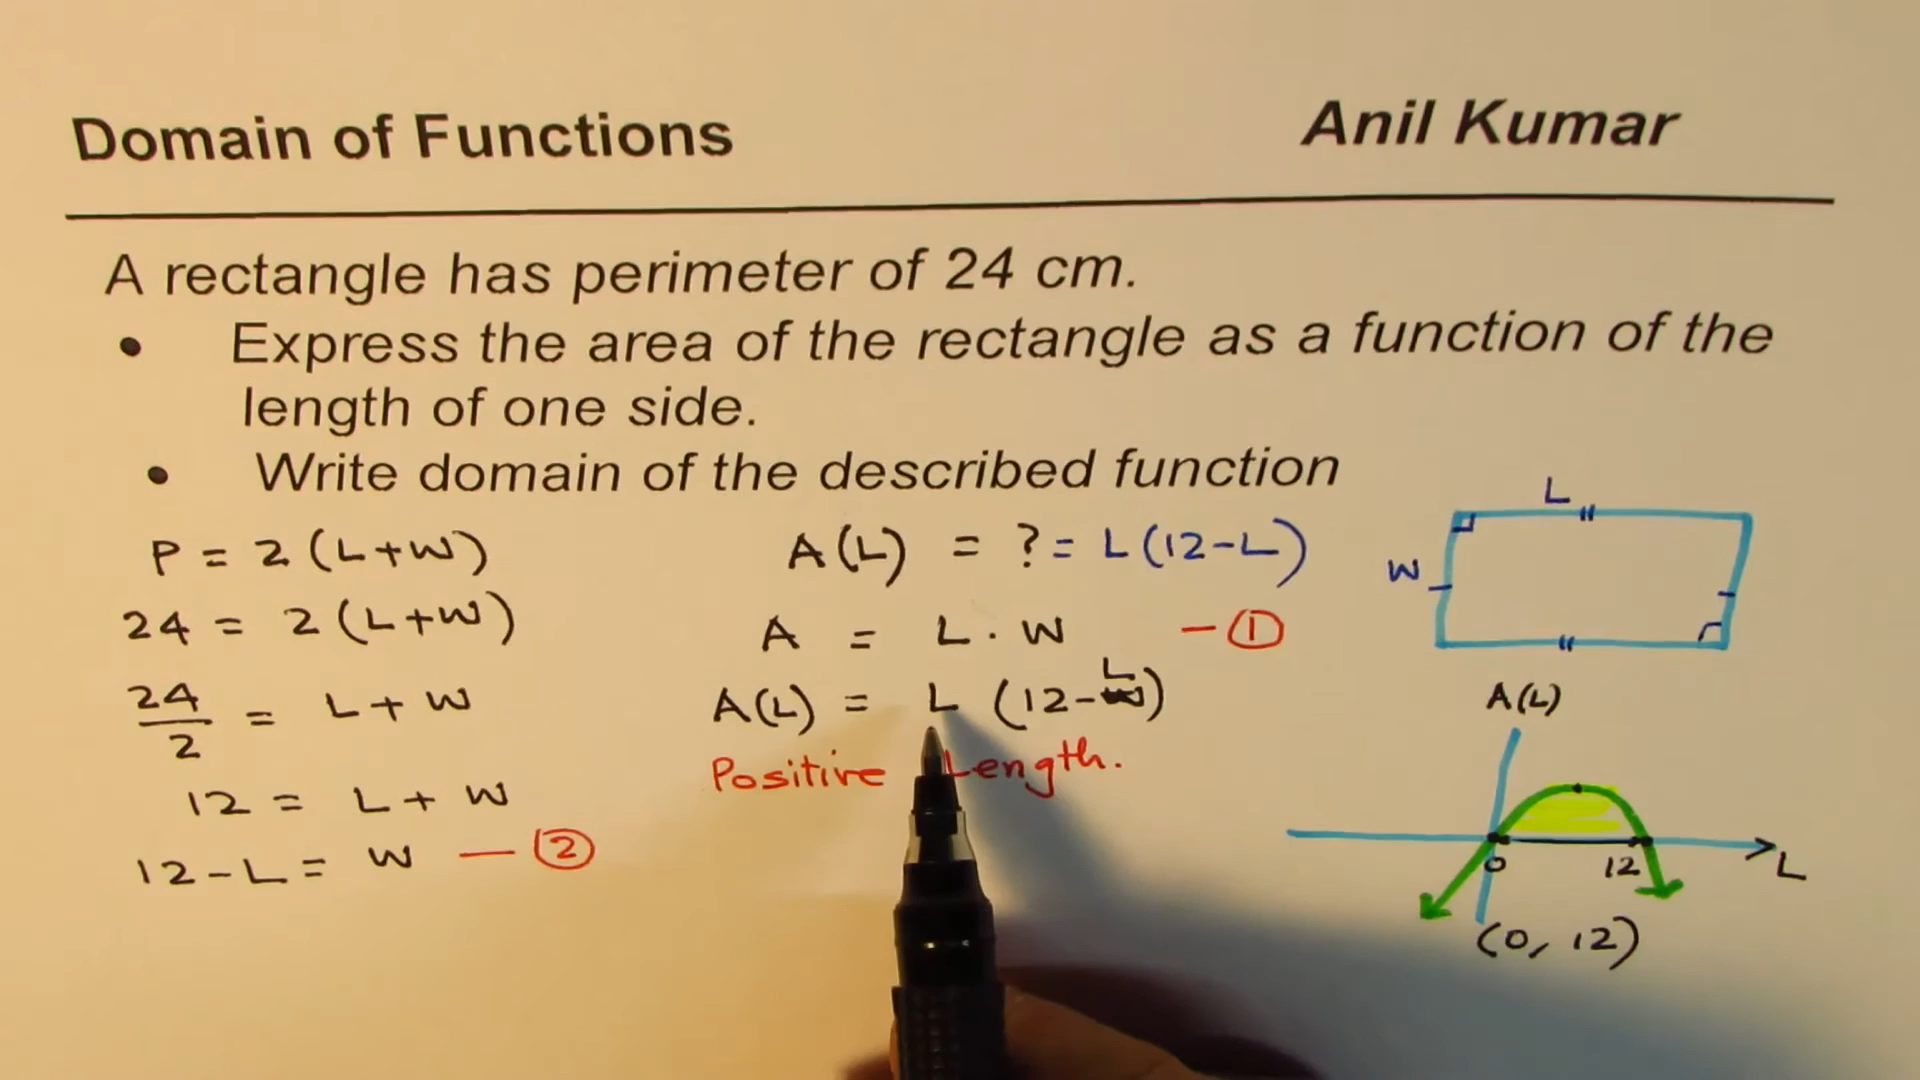 Domain of Functions
Anil Kumar
A rectangle has perimeter of 24 cm.
• Express the area of the rectangle as a function of the
length of one side.
• Write domain of the described function
P = 2 (L+W)
24 = 2 (L+W)
24/2 = L + W
12 = L + W
12 - L = W — ②
A(L) = ? = L(12-L)
A = L . W — ①
A(L) = L (12-L)
Positive Length.
L
W
A(L)
0 12 L
(0, 12)